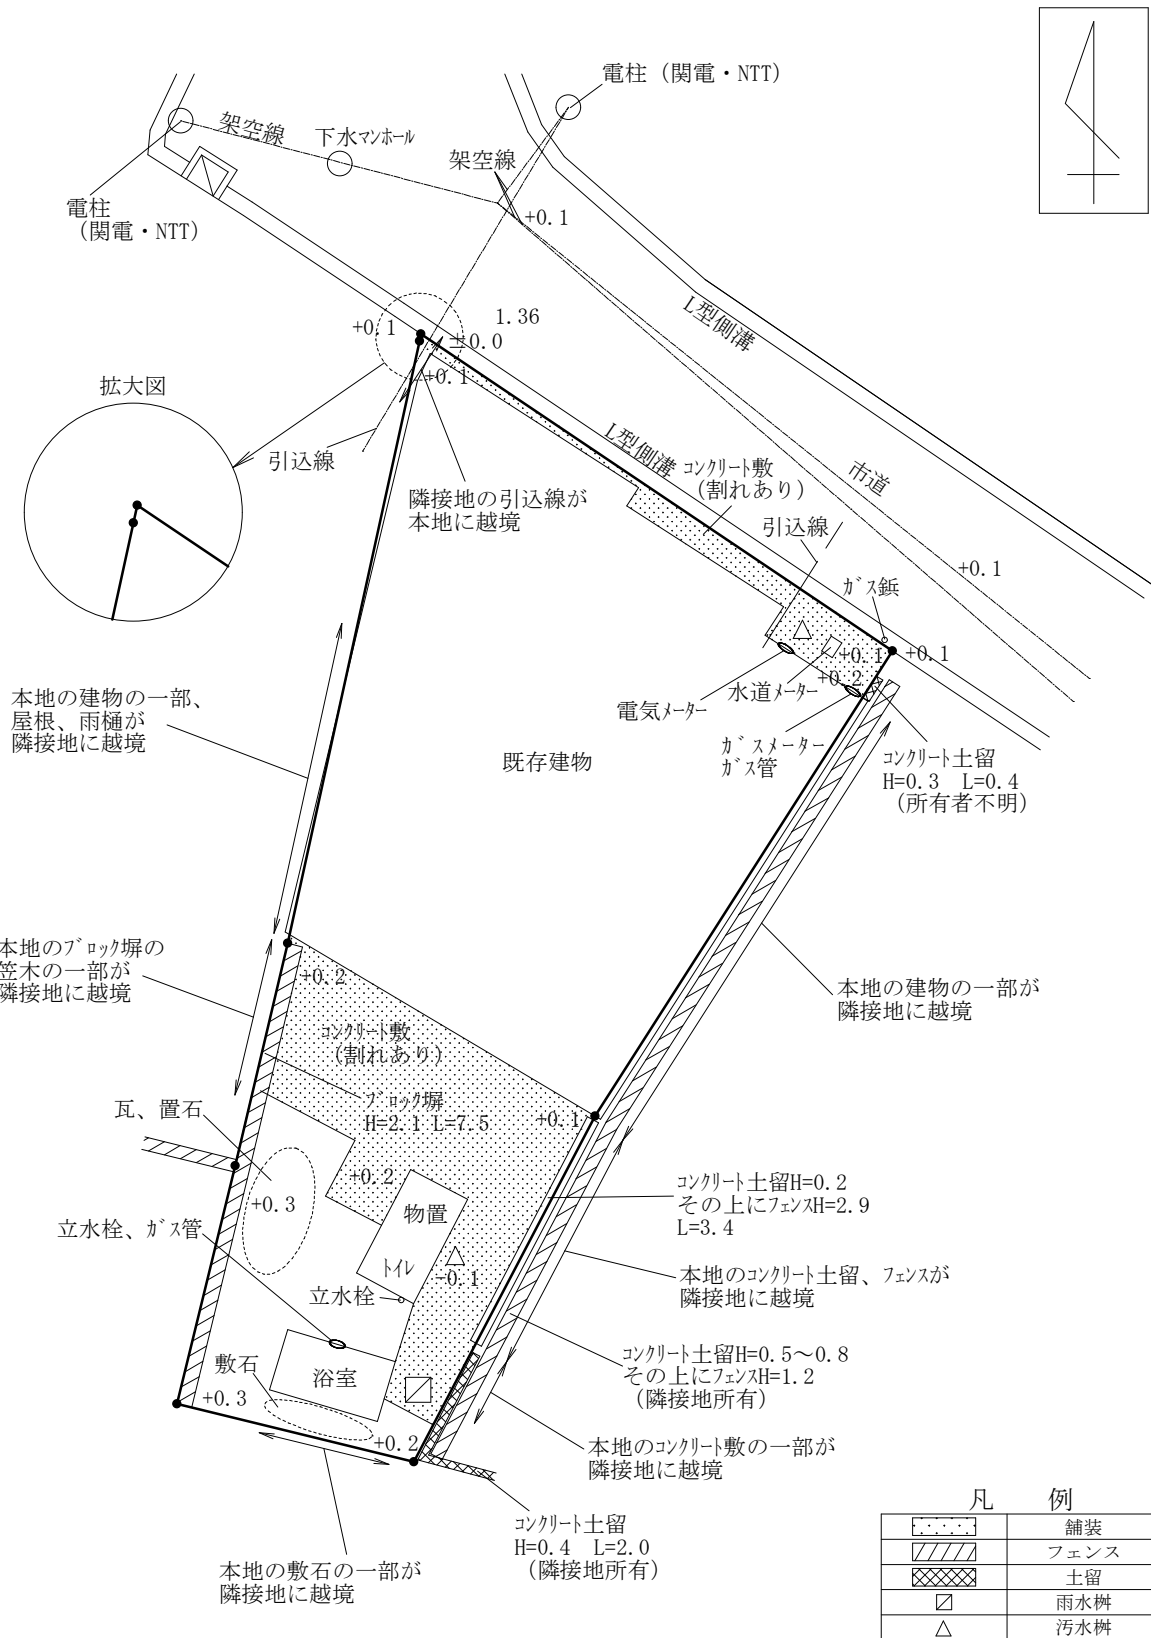 電柱（関電・NTT）
架空線
下水マンホール
架空線
電柱
（関電・NTT）
+0.1
L型側溝
1.36
+0.1
±0.0
+0.1
拡大図
引込線
隣接地の引込線が
本地に越境
L型側溝
コンクリート敷
（割れあり）
市道
引込線
+0.1
ガス鋲
+0.1
+0.1
+0.2
水道メーター
電気メーター
ガスメーター
ガス管
コンクリート土留
H=0.3 L=0.4
（所有者不明）
本地の建物の一部、
屋根、雨樋が
隣接地に越境
既存建物
本地のブロック塀の
笠木の一部が
隣接地に越境
+0.2
コンクリート敷
（割れあり）
本地の建物の一部が
隣接地に越境
ブロック塀
H=2.1 L=7.5
+0.1
瓦、置石
+0.2
+0.3
物置
コンクリート土留H=0.2
その上にフェンスH=2.9
L=3.4
立水栓、ガス管
トイレ
-0.1
立水栓
本地のコンクリート土留、フェンスが
隣接地に越境
敷石
浴室
コンクリート土留H=0.5～0.8
その上にフェンスH=1.2
（隣接地所有）
+0.3
+0.2
本地のコンクリート敷の一部が
隣接地に越境
コンクリート土留
H=0.4 L=2.0
（隣接地所有）
本地の敷石の一部が
隣接地に越境
凡 例
舗装
フェンス
土留
雨水桝
汚水桝